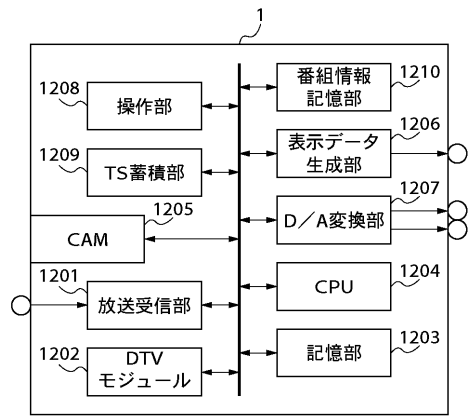 1
1208
操作部
1209
TS蓄積部
1205
CAM
1201
放送受信部
1202
DTV
モジュール
1210
番組情報
記憶部
1206
表示データ
生成部
1207
D/A変換部
1204
CPU
1203
記憶部